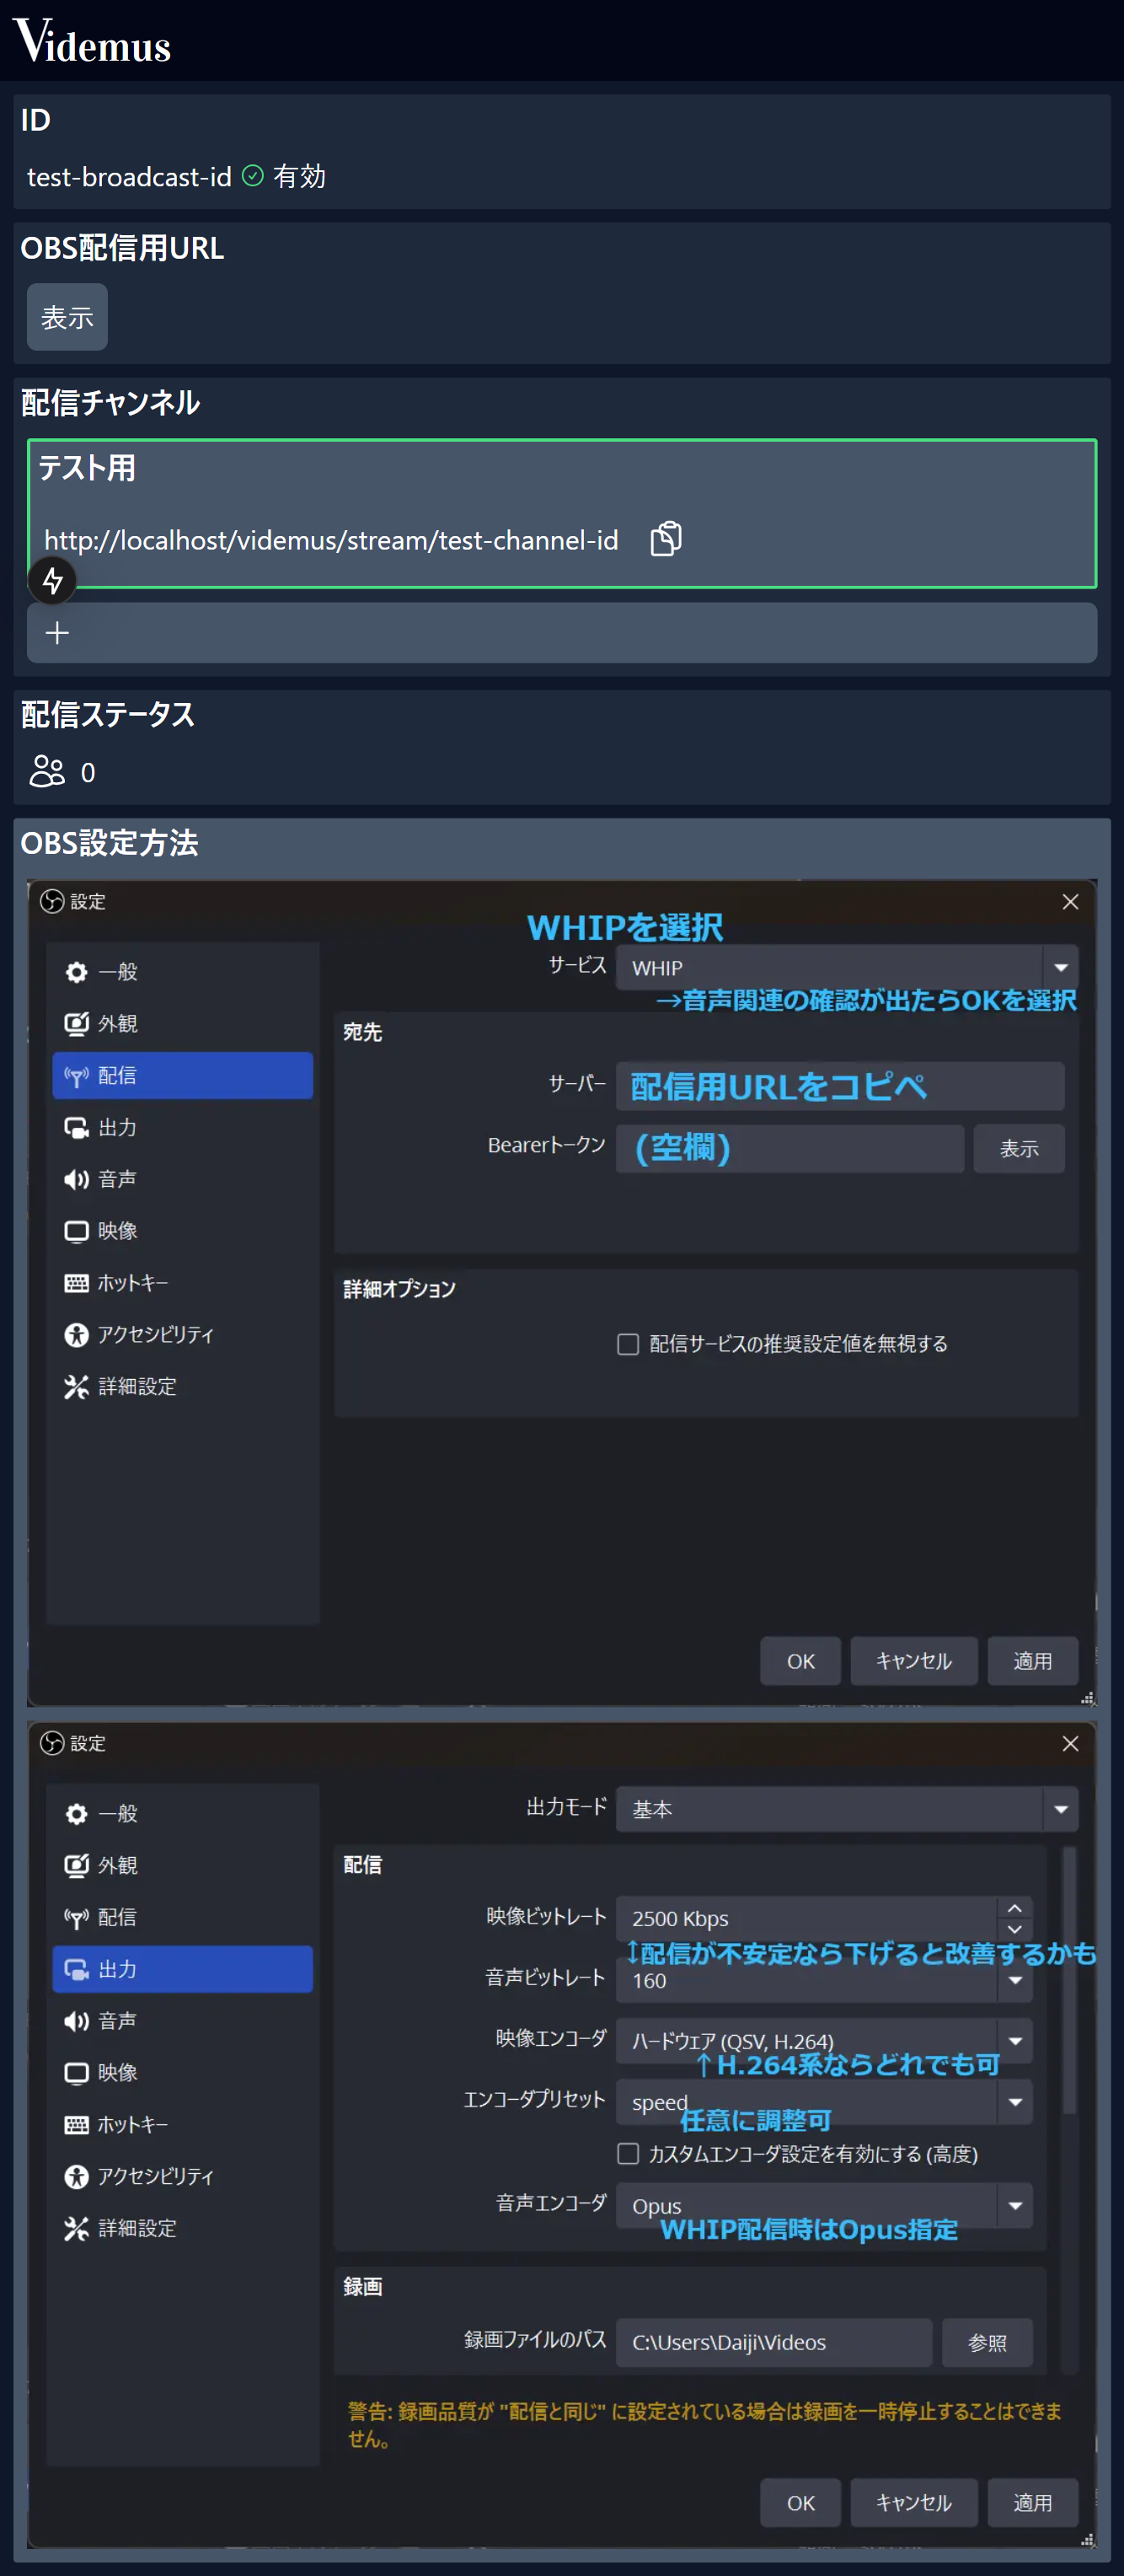 Videmus
ID
test-broadcast-id 有効
OBS配信用URL
表示
配信チャンネル
テスト用
http://localhost/videmus/stream/test-channel-id
配信ステータス
0
OBS設定方法
設定
WHIPを選択
サービス WHIP
→音声関連の確認が出たらOKを選択
一般
外観
配信
出力
音声
映像
ホットキー
アクセシビリティ
詳細設定
宛先
サーバー 配信用URLをコピペ
Bearerトークン (空欄) 表示
詳細オプション
配信サービスの推奨設定値を無視する
OK キャンセル 適用
設定
一般
外観
配信
出力
音声
映像
ホットキー
アクセシビリティ
詳細設定
出力モード 基本
配信
映像ビットレート 2500 Kbps
↕配信が不安定なら下げると改善するかも
音声ビットレート 160
映像エンコーダ ハードウェア (QSV, H.264)
↑H.264系ならどれでも可
エンコーダプリセット speed
任意に調整可
カスタムエンコーダ設定を有効にする (高度)
音声エンコーダ Opus
WHIP配信時はOpus指定
録画
録画ファイルのパス C:\Users\Daiji\Videos 参照
警告: 録画品質が "配信と同じ" に設定されている場合は録画を一時停止することはできま
せん。
OK キャンセル 適用